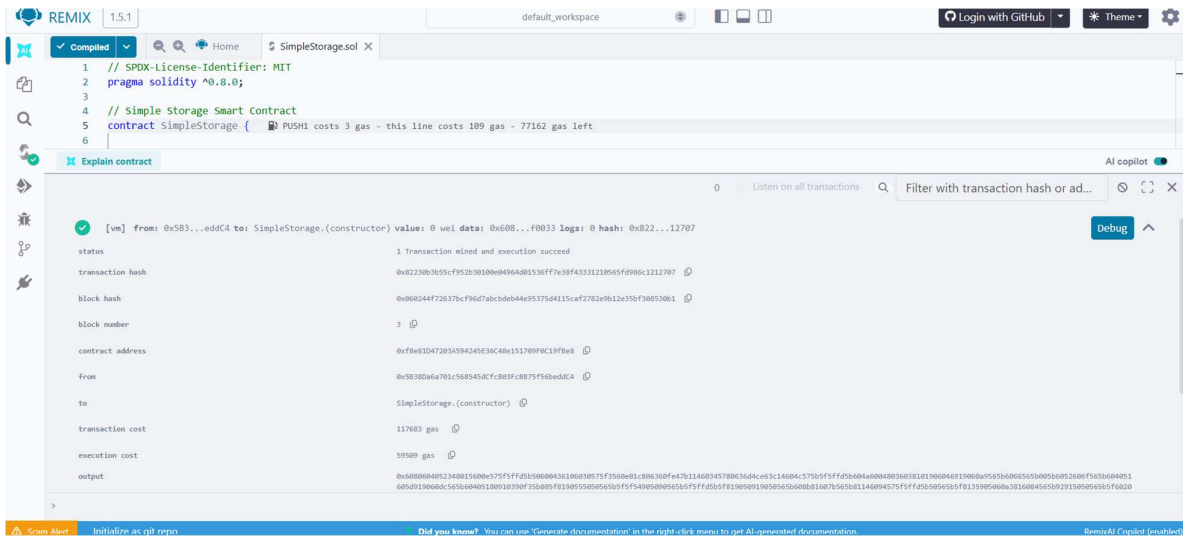 REMIX 1.5.1 default_workspace Login with GitHub Theme
Compiled Home SimpleStorage.sol
1 // SPDX-License-Identifier: MIT
2 pragma solidity ^0.8.0;
3
4 // Simple Storage Smart Contract
5 contract SimpleStorage { PUSH1 costs 3 gas - this line costs 109 gas - 77162 gas left
6
Explain contract AI copilot
0 Listen on all transactions Filter with transaction hash or ad...
[vm] from: 0x5B3...eddC4 to: SimpleStorage.(constructor) value: 0 wei data: 0x608...f0033 logs: 0 hash: 0x822...12707 Debug
status 1 Transaction mined and execution succeed
transaction hash
block hash
block number 3
contract address
from 0x5B38Da6a701c568545dCfcB03FcB875f56beddC4
to SimpleStorage.(constructor)
transaction cost 117683 gas
execution cost 59509 gas
output
>
Scam Alert Initialize as git repo Did you know? You can use 'Generate documentation' in the right-click menu to get AI-generated documentation. RemixAI Copilot (enabled)